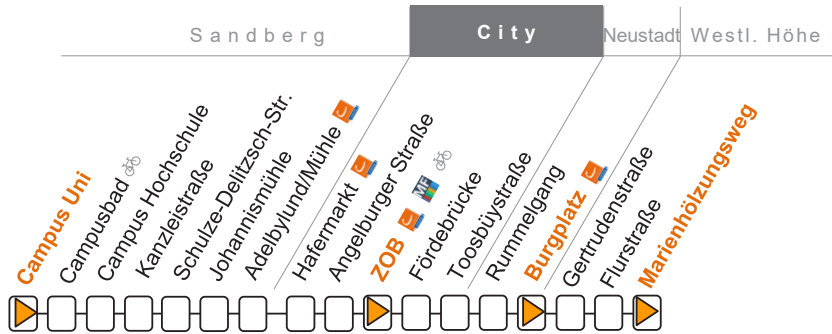 Sandberg
City
Neustadt
Westl. Höhe
Campus Uni
Campusbad
Campus Hochschule
Kanzleistraße
Schulze-Delitzsch-Str.
Johannismühle
Adelbylund/Mühle
Hafermarkt
Angelburger Straße
ZOB
MF
Fördebrücke
Toosbüystraße
Rummelgang
Burgplatz
Gertrudenstraße
Flurstraße
Marienhölzungsweg